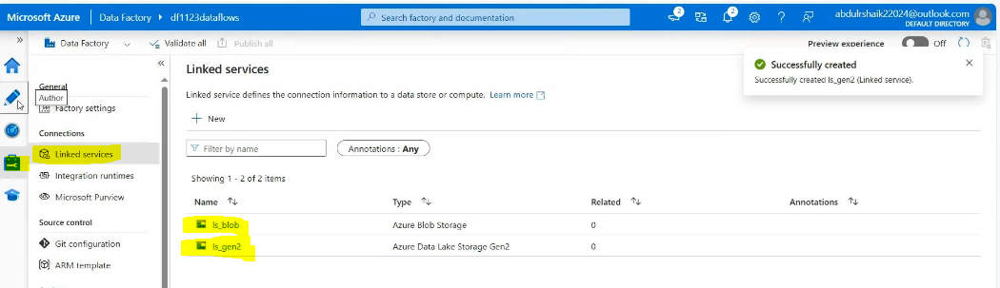 Microsoft Azure Data Factory > df1123dataflows Search factory and documentation 2 2 abdulrshaik22024@outlook.com
DEFAULT DIRECTORY
» Data Factory Validate all Publish all Preview experience Off
« Linked services
Successfully created
Successfully created ls_gen2 (Linked service).
General
Author
Factory settings
Linked service defines the connection information to a data store or compute. Learn more
+ New
Connections
Linked services
Filter by name Annotations : Any
Integration runtimes
Showing 1 - 2 of 2 items
Microsoft Purview
Name Type Related Annotations
Source control
ls_blob Azure Blob Storage 0
Git configuration
ls_gen2 Azure Data Lake Storage Gen2 0
ARM template